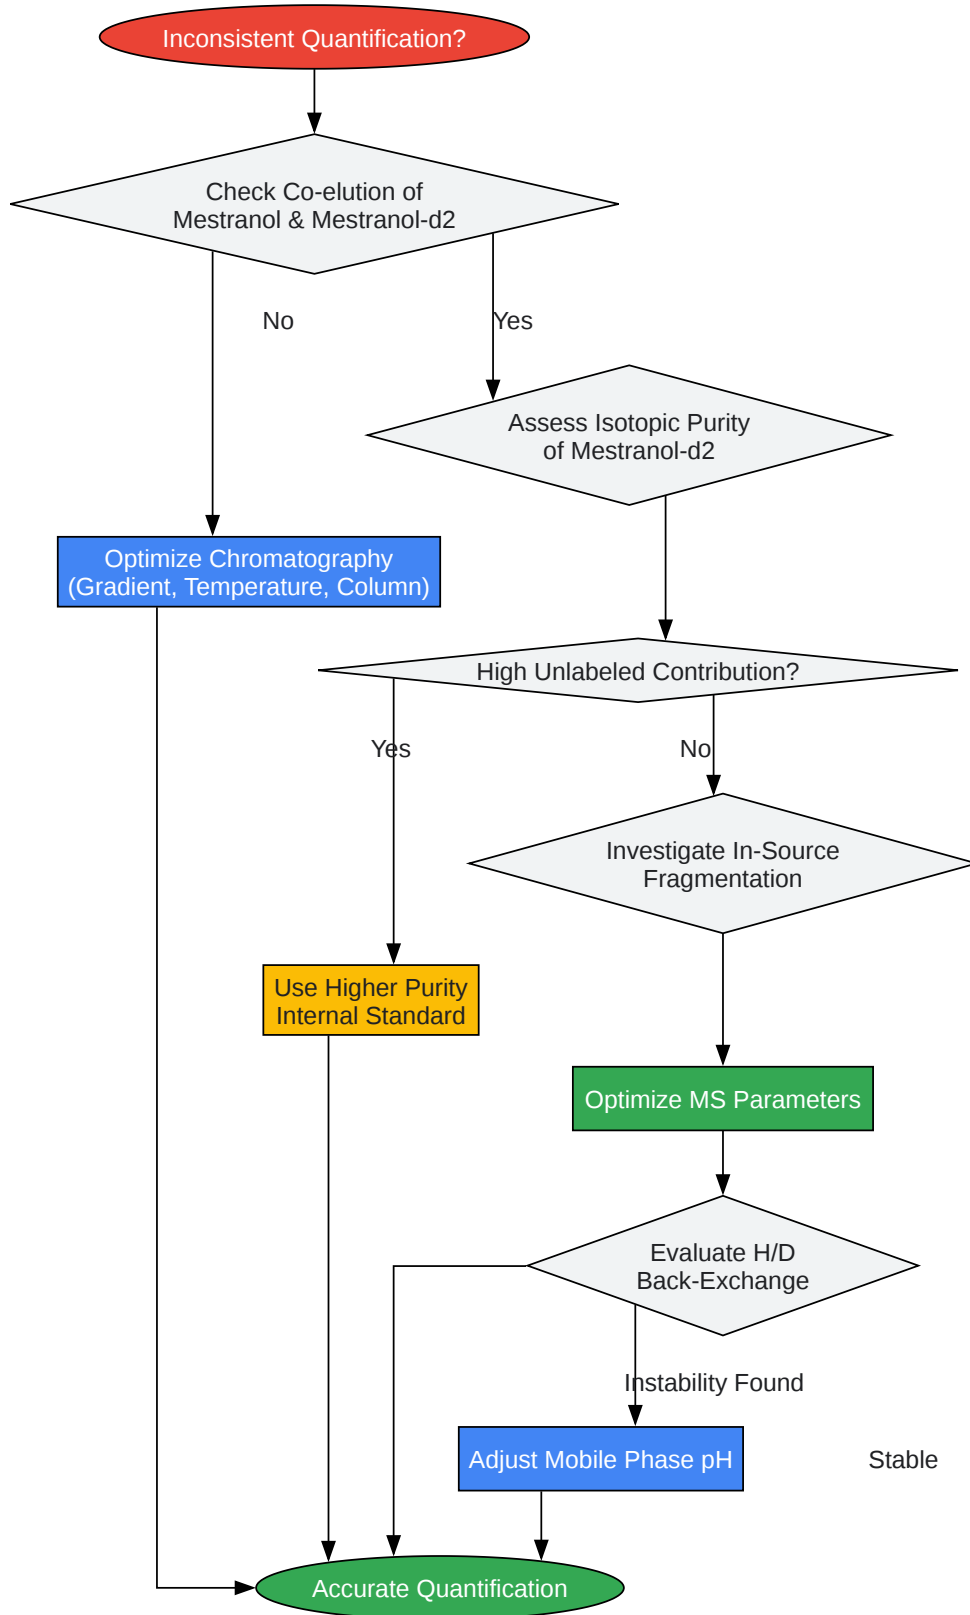 Inconsistent Quantification?
Check Co-elution of
Mestranol & Mestranol-d2
No
Yes
Assess Isotopic Purity
of Mestranol-d2
Optimize Chromatography
(Gradient, Temperature, Column)
High Unlabeled Contribution?
Yes
No
Investigate In-Source
Fragmentation
Use Higher Purity
Internal Standard
Optimize MS Parameters
Evaluate H/D
Back-Exchange
Instability Found
Adjust Mobile Phase pH
Stable
Accurate Quantification